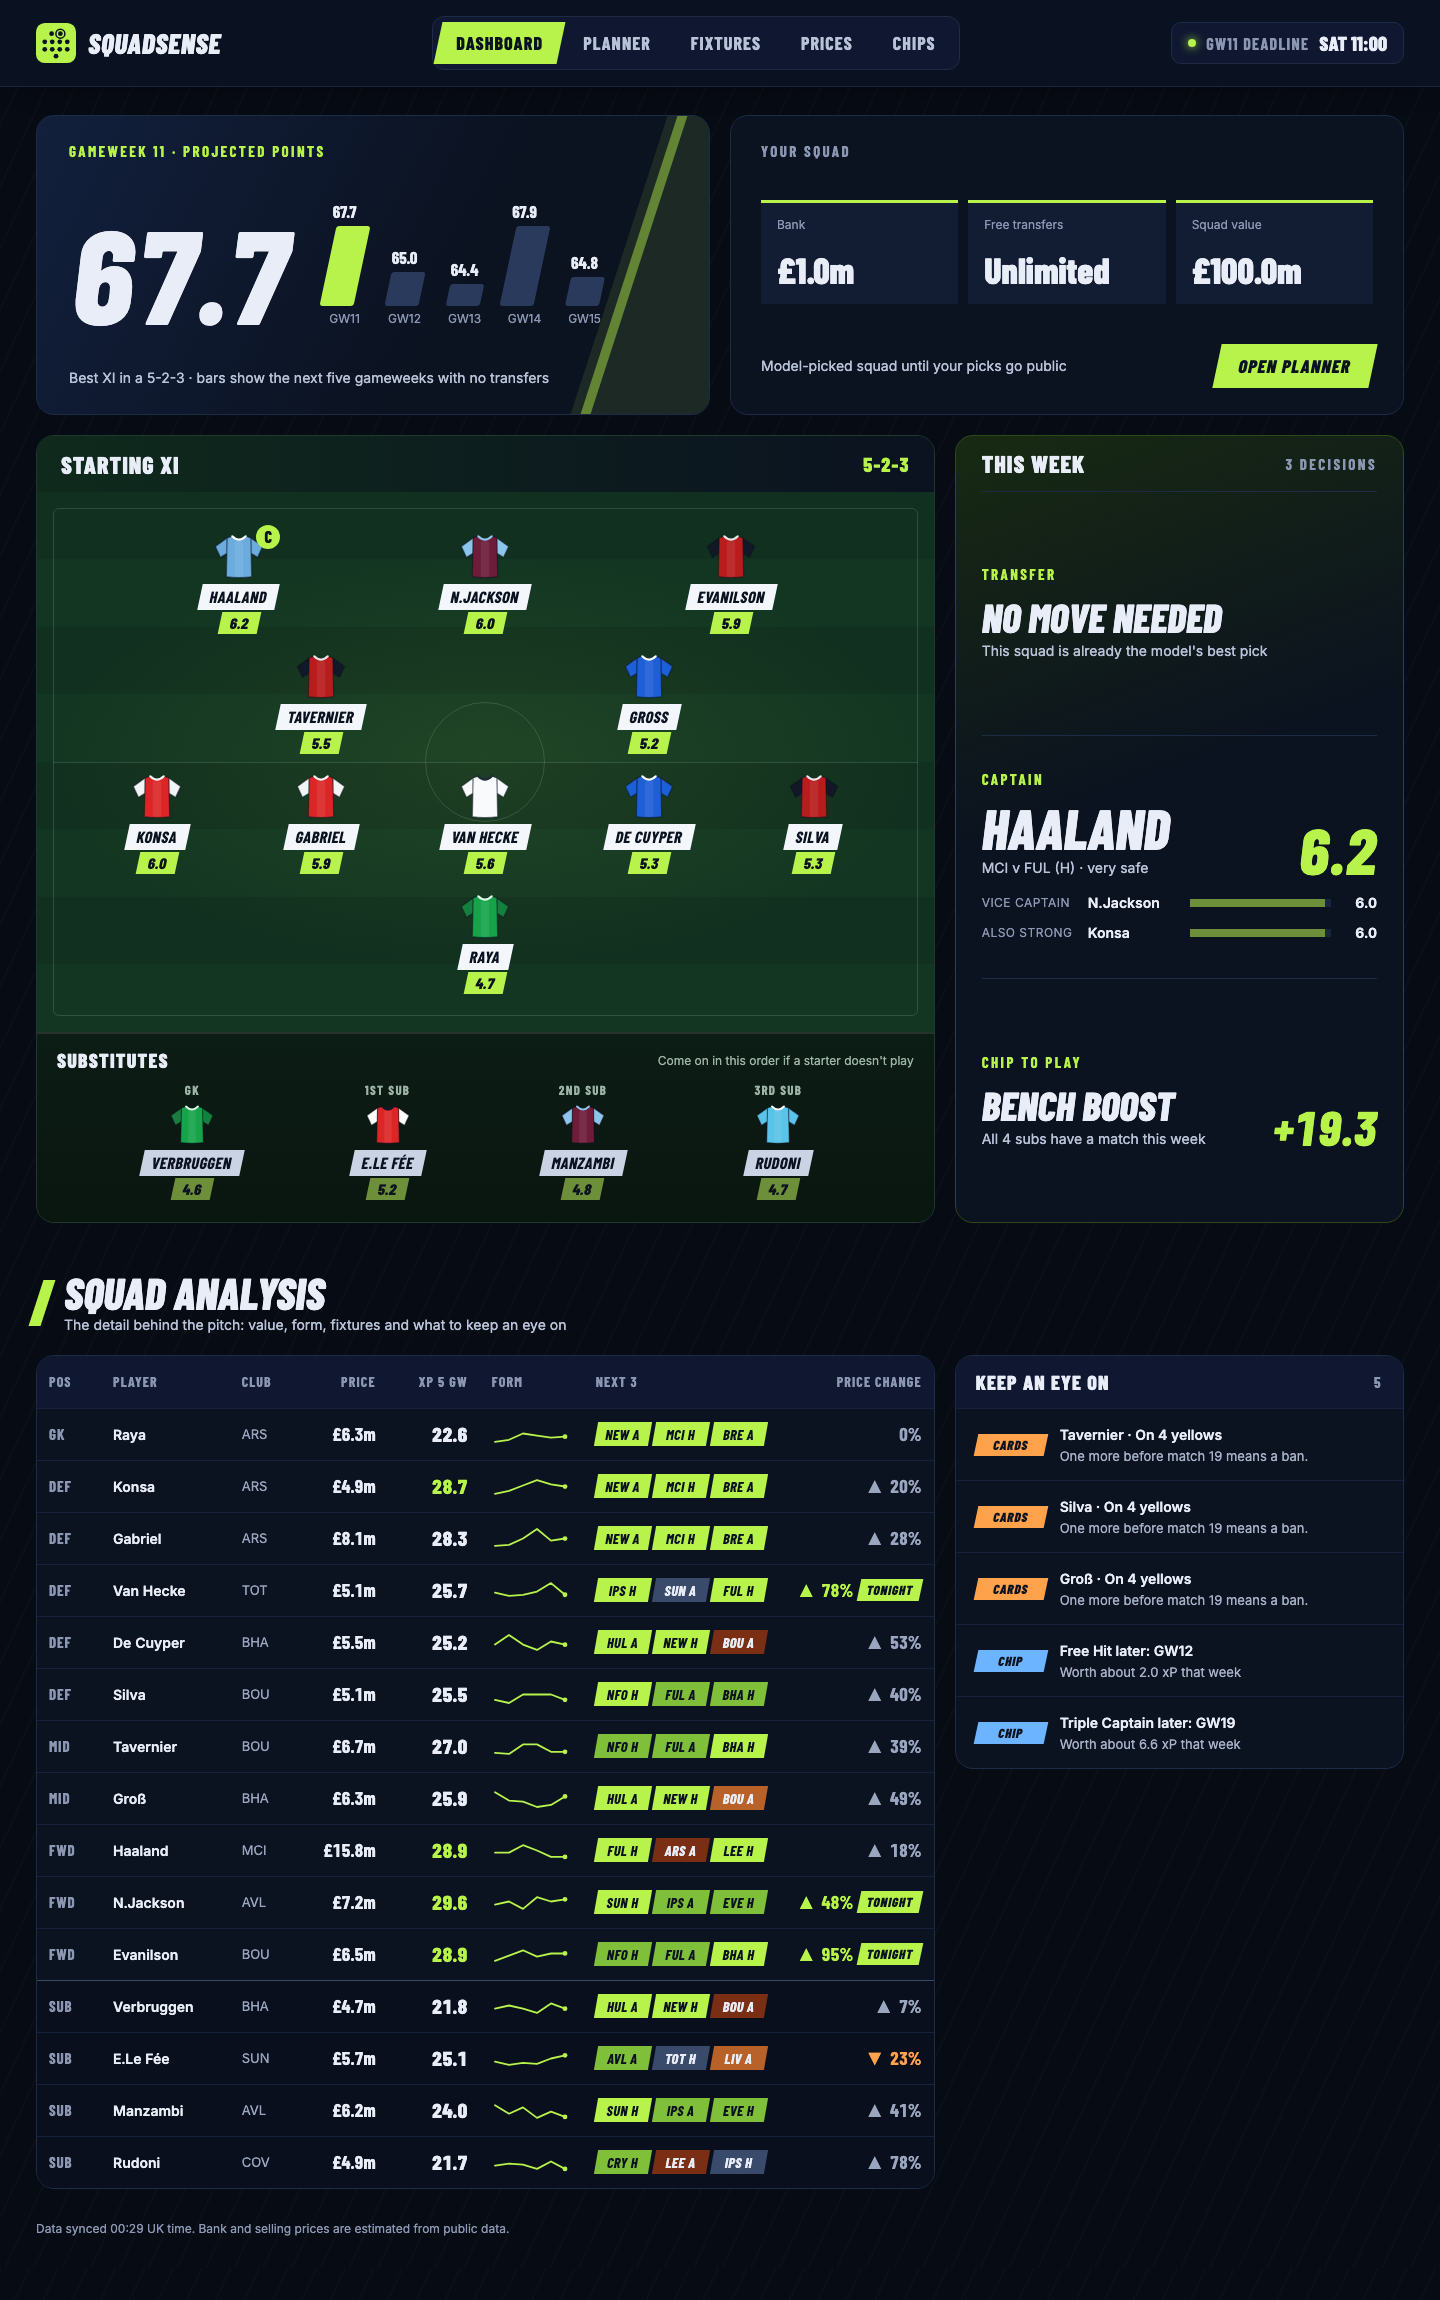 SQUADSENSE
DASHBOARD PLANNER FIXTURES PRICES CHIPS
GW11 DEADLINE SAT 11:00
GAMEWEEK 11 · PROJECTED POINTS
67.7
67.7 65.0 64.4 67.9 64.8
GW11 GW12 GW13 GW14 GW15
Best XI in a 5-2-3 · bars show the next five gameweeks with no transfers
YOUR SQUAD
Bank Free transfers Squad value
£1.0m Unlimited £100.0m
Model-picked squad until your picks go public
OPEN PLANNER
STARTING XI 5-2-3
C
HAALAND N.JACKSON EVANILSON
6.2 6.0 5.9
TAVERNIER GROSS
5.5 5.2
KONSA GABRIEL VAN HECKE DE CUYPER SILVA
6.0 5.9 5.6 5.3 5.3
RAYA
4.7
SUBSTITUTES Come on in this order if a starter doesn't play
GK 1ST SUB 2ND SUB 3RD SUB
VERBRUGGEN E.LE FÉE MANZAMBI RUDONI
4.6 5.2 4.8 4.7
THIS WEEK 3 DECISIONS
TRANSFER
NO MOVE NEEDED
This squad is already the model's best pick
CAPTAIN
HAALAND 6.2
MCI v FUL (H) · very safe
VICE CAPTAIN N.Jackson 6.0
ALSO STRONG Konsa 6.0
CHIP TO PLAY
BENCH BOOST +19.3
All 4 subs have a match this week
SQUAD ANALYSIS
The detail behind the pitch: value, form, fixtures and what to keep an eye on
POS PLAYER CLUB PRICE XP 5 GW FORM NEXT 3 PRICE CHANGE
GK Raya ARS £6.3m 22.6 NEW A MCI H BRE A 0%
DEF Konsa ARS £4.9m 28.7 NEW A MCI H BRE A ▲ 20%
DEF Gabriel ARS £8.1m 28.3 NEW A MCI H BRE A ▲ 28%
DEF Van Hecke TOT £5.1m 25.7 IPS H SUN A FUL H ▲ 78% TONIGHT
DEF De Cuyper BHA £5.5m 25.2 HUL A NEW H BOU A ▲ 53%
DEF Silva BOU £5.1m 25.5 NFO H FUL A BHA H ▲ 40%
MID Tavernier BOU £6.7m 27.0 NFO H FUL A BHA H ▲ 39%
MID Groß BHA £6.3m 25.9 HUL A NEW H BOU A ▲ 49%
FWD Haaland MCI £15.8m 28.9 FUL H ARS A LEE H ▲ 18%
FWD N.Jackson AVL £7.2m 29.6 SUN H IPS A EVE H ▲ 48% TONIGHT
FWD Evanilson BOU £6.5m 28.9 NFO H FUL A BHA H ▲ 95% TONIGHT
SUB Verbruggen BHA £4.7m 21.8 HUL A NEW H BOU A ▲ 7%
SUB E.Le Fée SUN £5.7m 25.1 AVL A TOT H LIV A ▼ 23%
SUB Manzambi AVL £6.2m 24.0 SUN H IPS A EVE H ▲ 41%
SUB Rudoni COV £4.9m 21.7 CRY H LEE A IPS H ▲ 78%
KEEP AN EYE ON 5
CARDS Tavernier · On 4 yellows
One more before match 19 means a ban.
CARDS Silva · On 4 yellows
One more before match 19 means a ban.
CARDS Groß · On 4 yellows
One more before match 19 means a ban.
CHIP Free Hit later: GW12
Worth about 2.0 xP that week
CHIP Triple Captain later: GW19
Worth about 6.6 xP that week
Data synced 00:29 UK time. Bank and selling prices are estimated from public data.